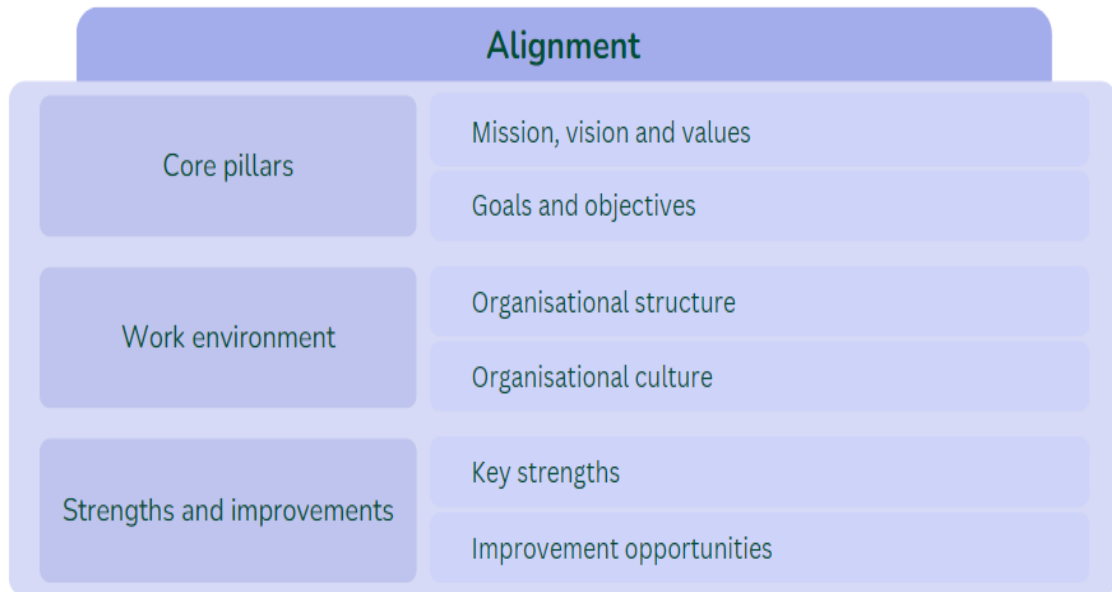 Alignment
Core pillars
Mission, vision and values
Goals and objectives
Work environment
Organisational structure
Organisational culture
Strengths and improvements
Key strengths
Improvement opportunities